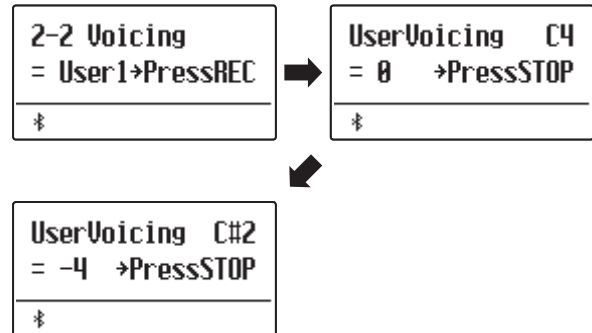 2-2 Voicing
= User1→PressREC
UserVoicing C4
= 0 →PressSTOP
UserVoicing C#2
= -4 →PressSTOP